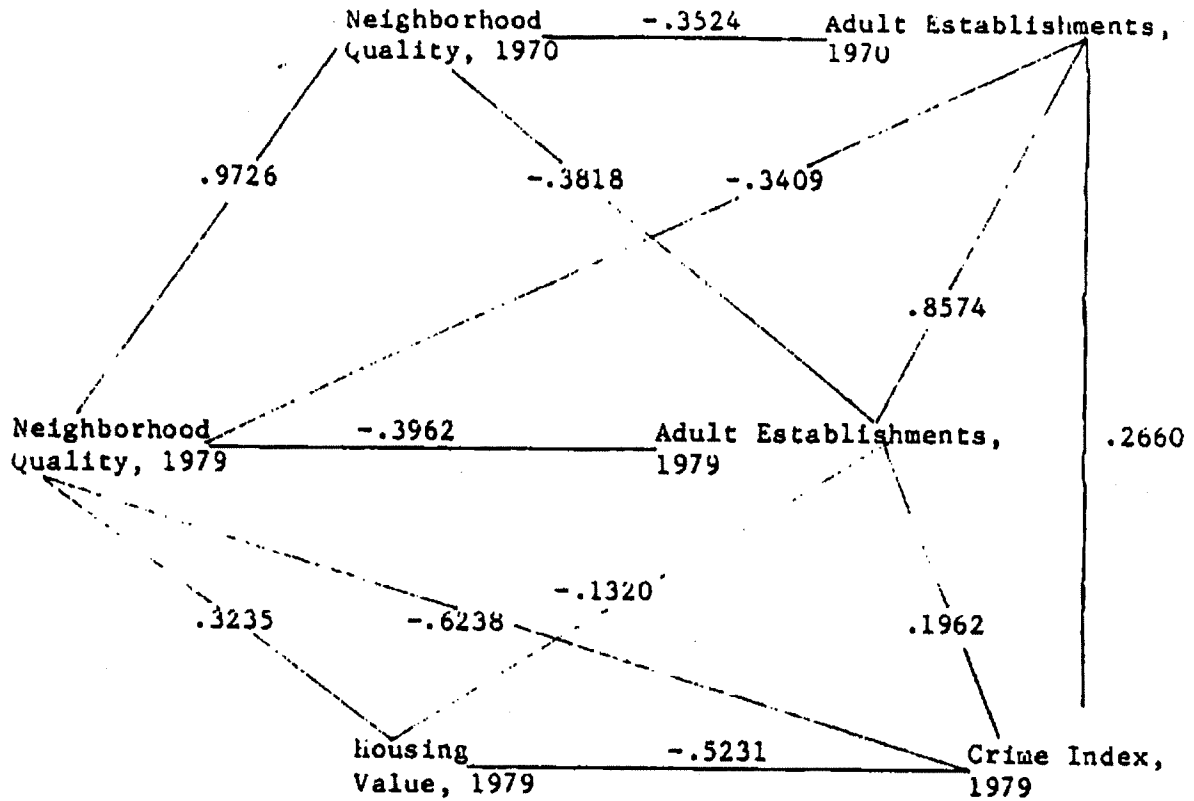 Neighborhood
Quality, 1970
-.3524
Adult Establishments,
1970
.9726
-.3818
-.3409
.8574
Neighborhood
Quality, 1979
-.3962
Adult Establishments,
1979
.2660
.3235
-.6238
-.1320
.1962
Housing
Value, 1979
-.5231
Crime Index,
1979